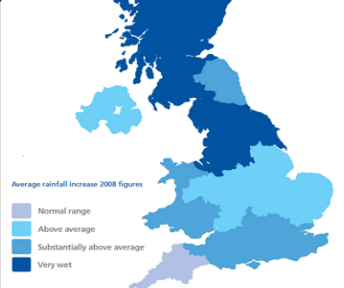 Average rainfall increase 2008 figures
Normal range
Above average
Substantially above average
Very wet